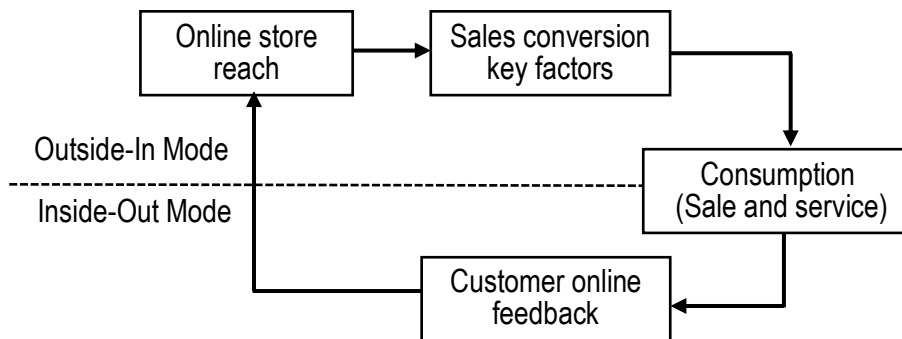 Online store
reach
Sales conversion
key factors
Outside-In Mode
Consumption
(Sale and service)
Inside-Out Mode
Customer online
feedback